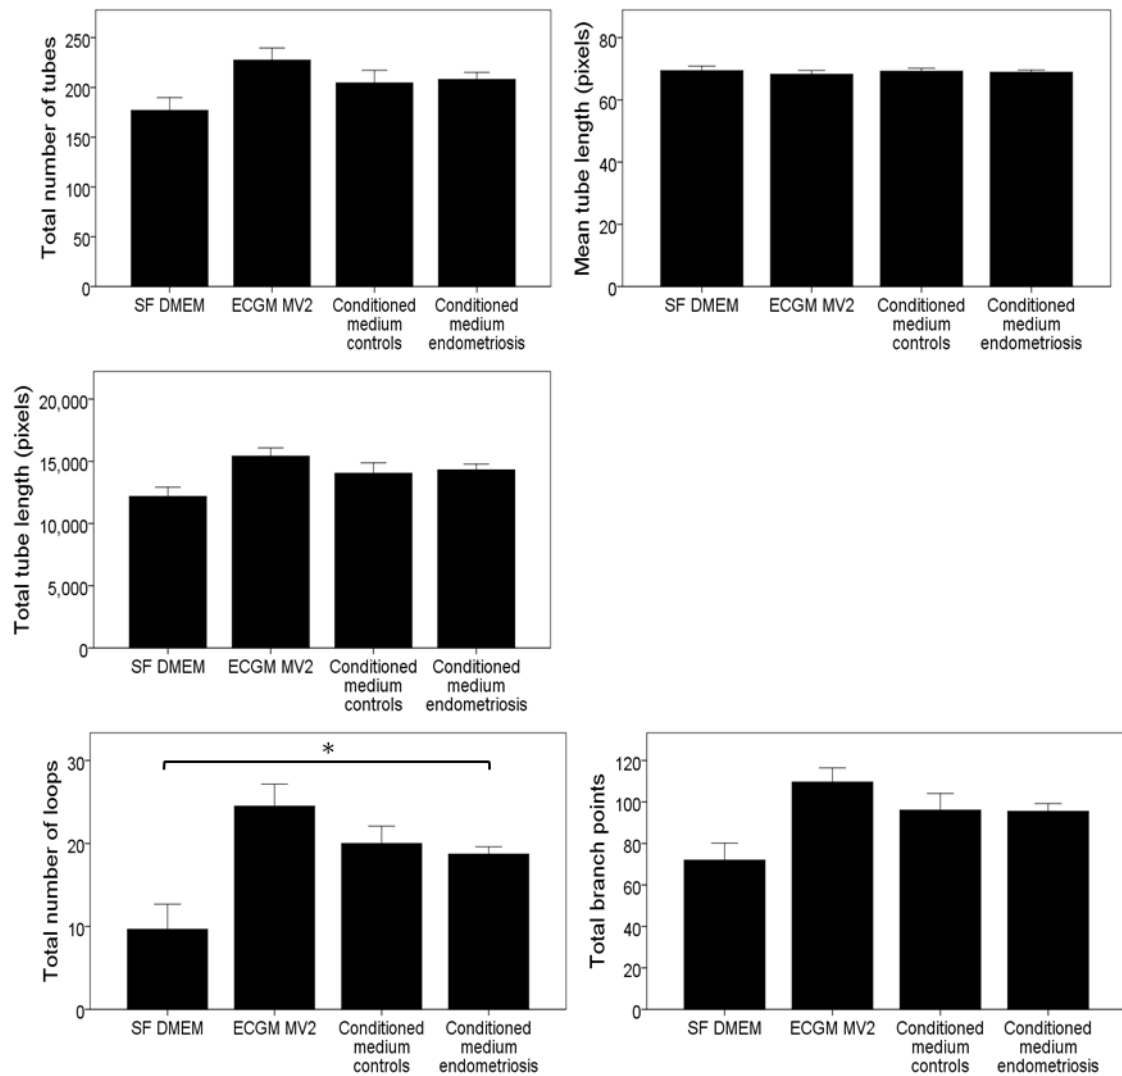 Total number of tubes
250
200
150
100
50
0
SF DMEM
ECGM MV2
Conditioned
medium
controls
Conditioned
medium
endometriosis
Mean tube length (pixels)
80
60
40
20
0
SF DMEM
ECGM MV2
Conditioned
medium
controls
Conditioned
medium
endometriosis
Total tube length (pixels)
20,000
15,000
10,000
5,000
0
SF DMEM
ECGM MV2
Conditioned
medium
controls
Conditioned
medium
endometriosis
Total number of loops
30
20
10
0
*
SF DMEM
ECGM MV2
Conditioned
medium
controls
Conditioned
medium
endometriosis
Total branch points
120
100
80
60
40
20
0
SF DMEM
ECGM MV2
Conditioned
medium
controls
Conditioned
medium
endometriosis